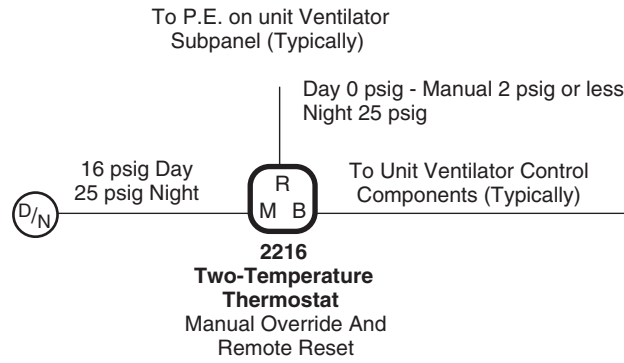 To P.E. on unit Ventilator
Subpanel (Typically)
Day 0 psig - Manual 2 psig or less
Night 25 psig
16 psig Day
25 psig Night
To Unit Ventilator Control
Components (Typically)
D/N
R
M B
2216
Two-Temperature
Thermostat
Manual Override And
Remote Reset